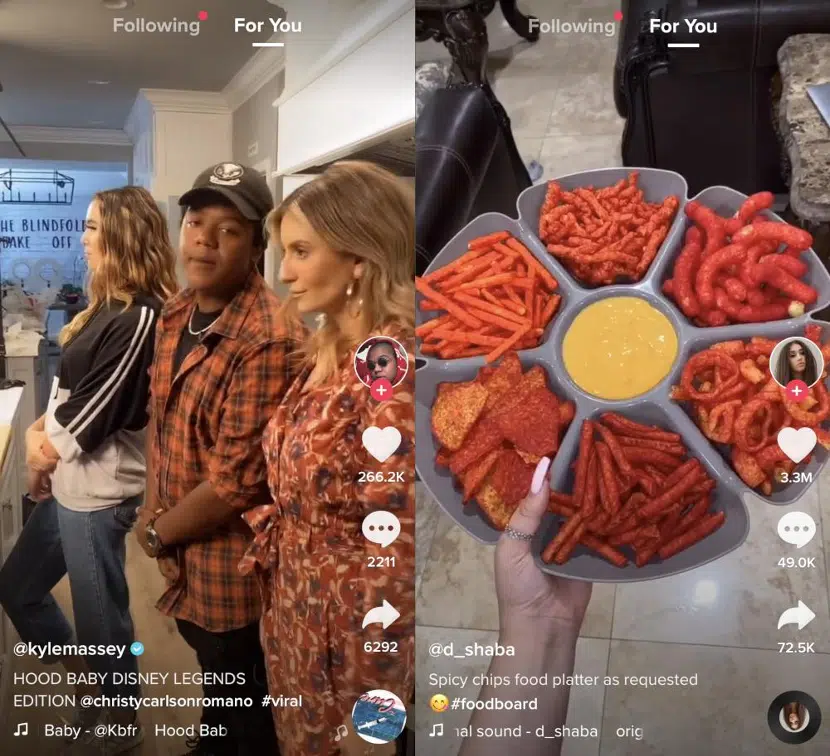 Following
For You
HE BLINDFOL
BAKE OFF
266.2K
2211
6292
@kylemassey
HOOD BABY DISNEY LEGENDS
EDITION @christycarlsonromano #viral
Baby - @Kbfr Hood Bab
Following
For You
3.3M
49.0K
72.5K
@d_shaba
Spicy chips food platter as requested
😋#foodboard
nal sound - d_shaba orig